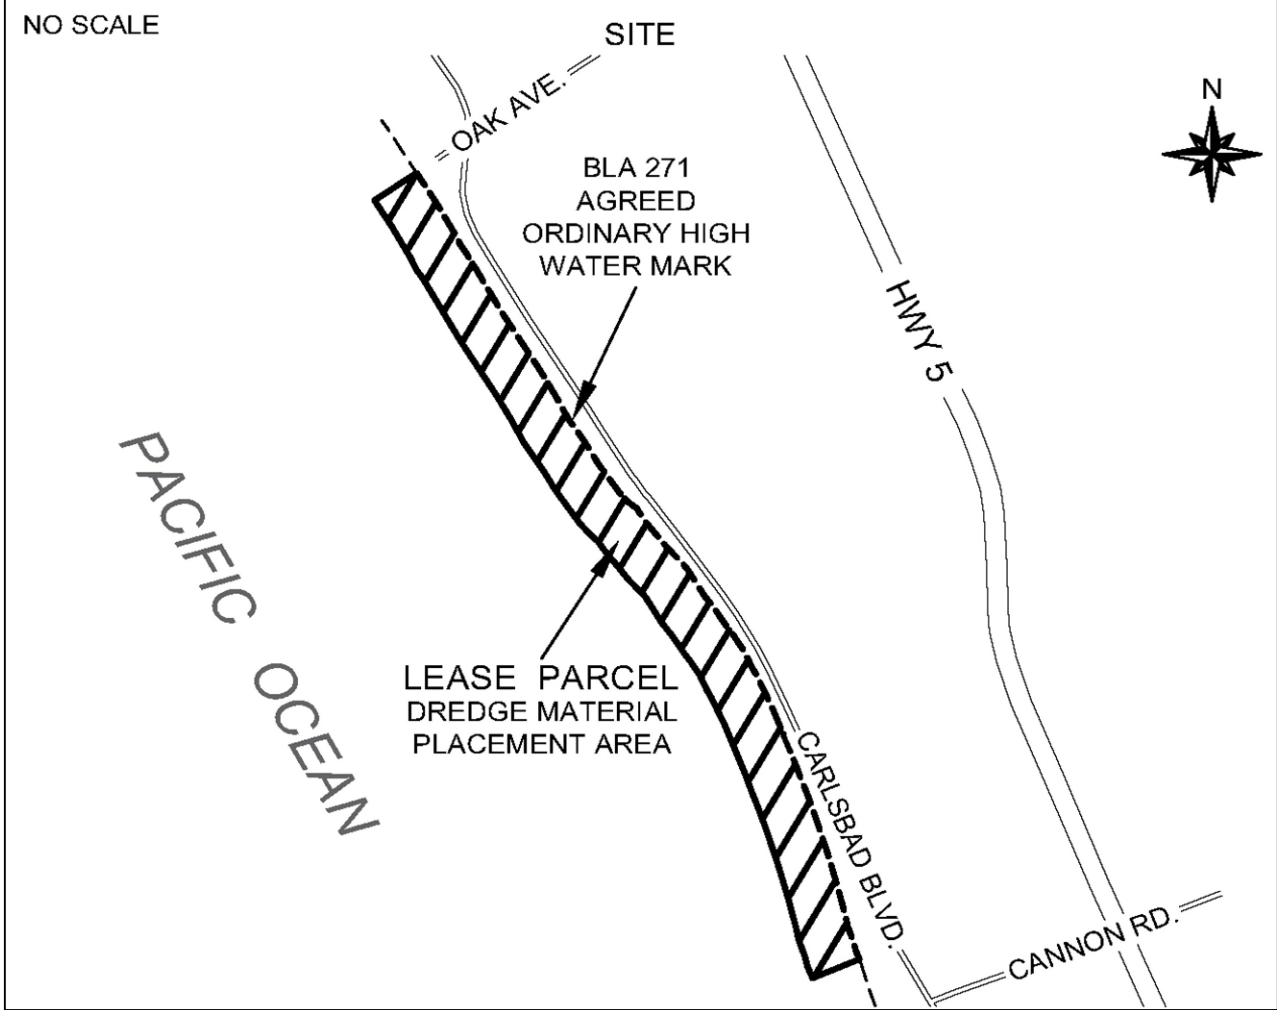 NO SCALE
SITE
N
OAK AVE.
BLA 271
AGREED
ORDINARY HIGH
WATER MARK
HWY 5
PACIFIC OCEAN
LEASE PARCEL
DREDGE MATERIAL
PLACEMENT AREA
CARLSBAD BLVD.
CANNON RD.